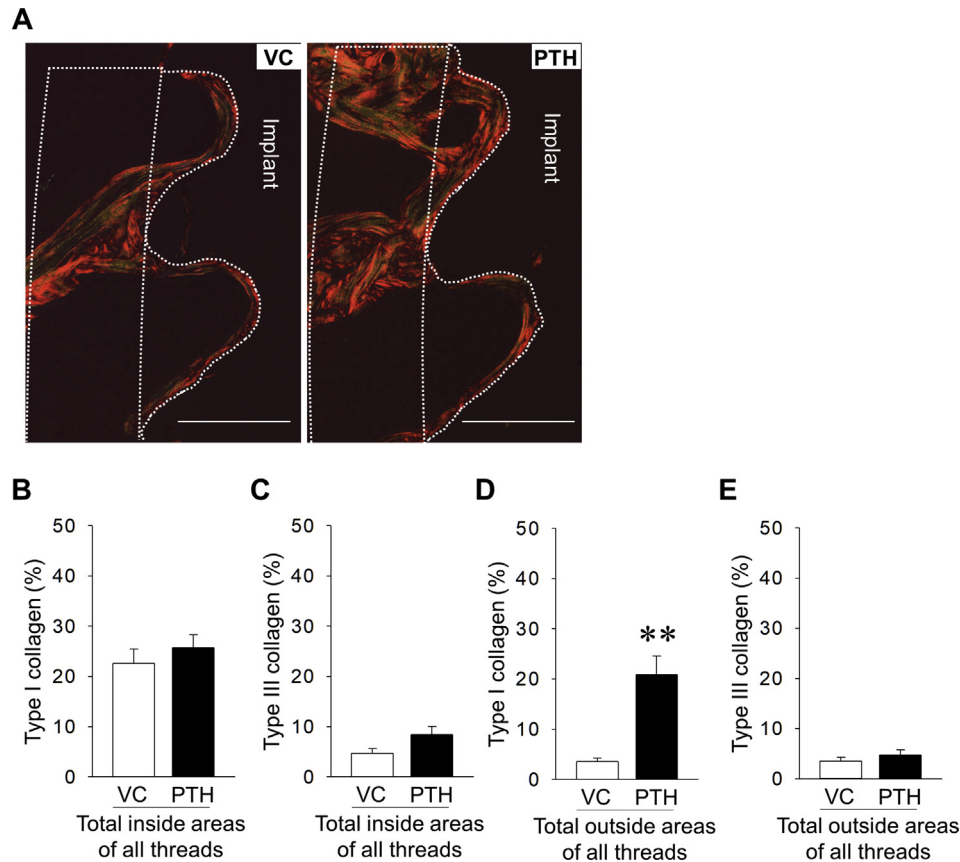 A
VC
Implant
PTH
Implant
B
Type I collagen (%)
50
40
30
20
10
0
VC
PTH
Total inside areas
of all threads
C
Type III collagen (%)
50
40
30
20
10
0
VC
PTH
Total inside areas
of all threads
D
Type I collagen (%)
50
40
30
20
10
0
**
VC
PTH
Total outside areas
of all threads
E
Type III collagen (%)
50
40
30
20
10
0
VC
PTH
Total outside areas
of all threads